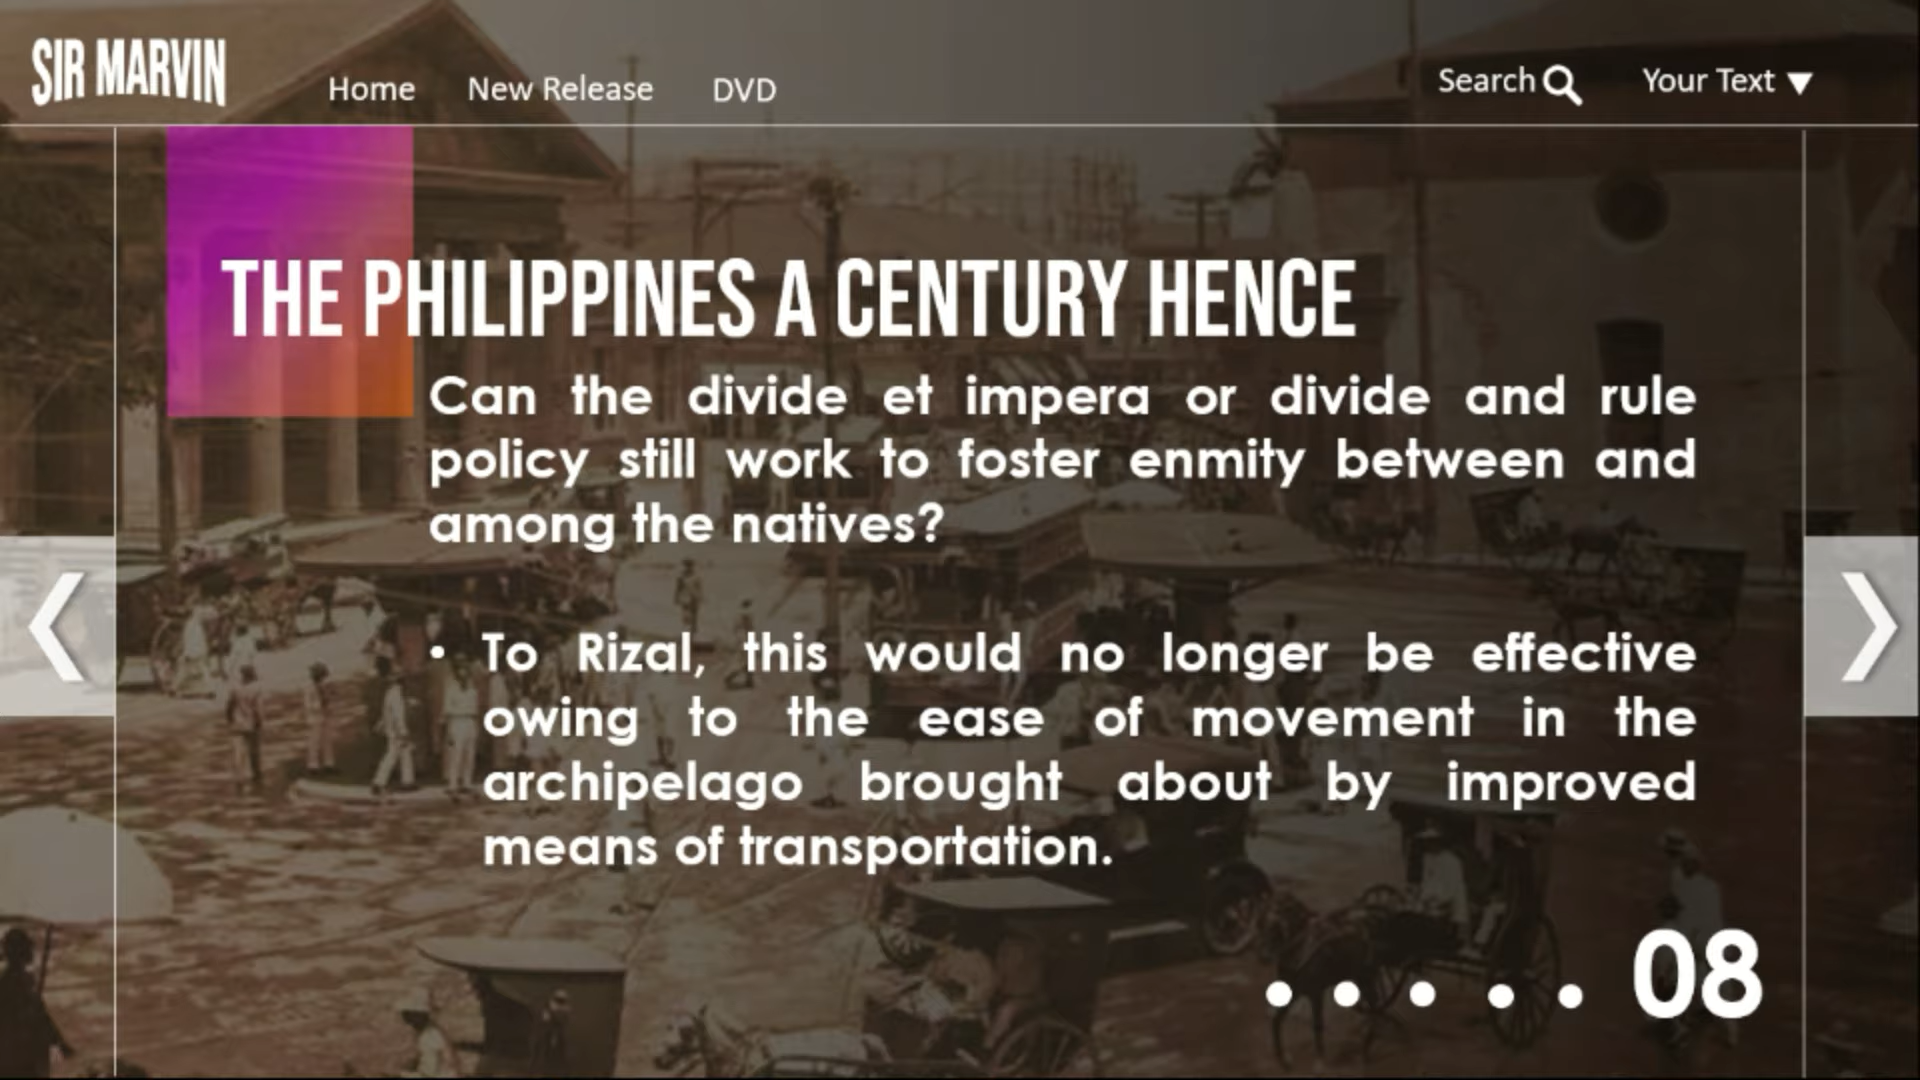 SIR MARVIN
Home New Release DVD
Search Your Text
THE PHILIPPINES A CENTURY HENCE
Can the divide et impera or divide and rule
policy still work to foster enmity between and
among the natives?
• To Rizal, this would no longer be effective
owing to the ease of movement in the
archipelago brought about by improved
means of transportation.
08